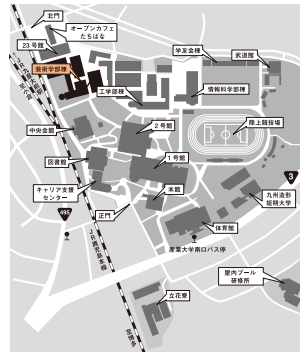 北門
オープンカフェ
たちばな
23号館
学友会棟
武道館
芸術学部棟
工学部棟
情報科学部棟
中央会館
2号館
陸上競技場
図書館
1号館
3
キャリア支援
センター
本館
九州造形
短期大学
495
正門
体育館
産業大学南口バス停
JR鹿児島本線
屋内プール
研修所
立花寮
至博多